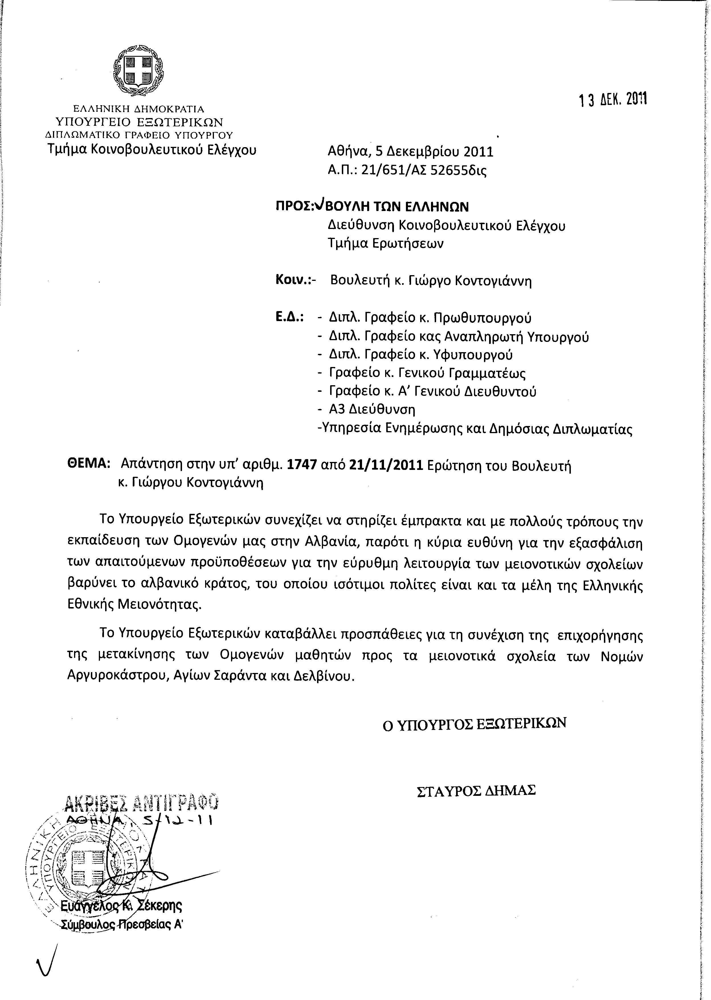 13 ΔΕΚ. 2011
ΕΛΛΗΝΙΚΗ ΔΗΜΟΚΡΑΤΙΑ
ΥΠΟΥΡΓΕΙΟ ΕΞΩΤΕΡΙΚΩΝ
ΔΙΠΛΩΜΑΤΙΚΟ ΓΡΑΦΕΙΟ ΥΠΟΥΡΓΟΥ
Τμήμα Κοινοβουλευτικού Ελέγχου
Αθήνα, 5 Δεκεμβρίου 2011
Α.Π.: 21/651/ΑΣ 52655δις
ΠΡΟΣ:√ΒΟΥΛΗ ΤΩΝ ΕΛΛΗΝΩΝ
Διεύθυνση Κοινοβουλευτικού Ελέγχου
Τμήμα Ερωτήσεων
Κοιν.:- Βουλευτή κ. Γιώργο Κοντογιάννη
Ε.Δ.: - Διπλ. Γραφείο κ. Πρωθυπουργού
- Διπλ. Γραφείο κας Αναπληρωτή Υπουργού
- Διπλ. Γραφείο κ. Υφυπουργού
- Γραφείο κ. Γενικού Γραμματέως
- Γραφείο κ. Α’ Γενικού Διευθυντού
- Α3 Διεύθυνση
-Υπηρεσία Ενημέρωσης και Δημόσιας Διπλωματίας
ΘΕΜΑ: Απάντηση στην υπ’ αριθμ. 1747 από 21/11/2011 Ερώτηση του Βουλευτή
κ. Γιώργου Κοντογιάννη
Το Υπουργείο Εξωτερικών συνεχίζει να στηρίζει έμπρακτα και με πολλούς τρόπους την
εκπαίδευση των Ομογενών μας στην Αλβανία, παρότι η κύρια ευθύνη για την εξασφάλιση
των απαιτούμενων προϋποθέσεων για την εύρυθμη λειτουργία των μειονοτικών σχολείων
βαρύνει το αλβανικό κράτος, του οποίου ισότιμοι πολίτες είναι και τα μέλη της Ελληνικής
Εθνικής Μειονότητας.
Το Υπουργείο Εξωτερικών καταβάλλει προσπάθειες για τη συνέχιση της επιχορήγησης
της μετακίνησης των Ομογενών μαθητών προς τα μειονοτικά σχολεία των Νομών
Αργυροκάστρου, Αγίων Σαράντα και Δελβίνου.
Ο ΥΠΟΥΡΓΟΣ ΕΞΩΤΕΡΙΚΩΝ
ΣΤΑΥΡΟΣ ΔΗΜΑΣ
ΑΚΡΙΒΕΣ ΑΝΤΙΓΡΑΦΟ
ΑΘΗΝΑ, 5-12-11
ΕΛΛΗΝΙΚΗ ΔΗΜΟΚΡΑΤΙΑ
ΥΠΟΥΡΓΕΙΟ ΕΞΩΤΕΡΙΚΩΝ
Ευάγγελος Κ. Σέκερης
Σύμβουλος Πρεσβείας Α'